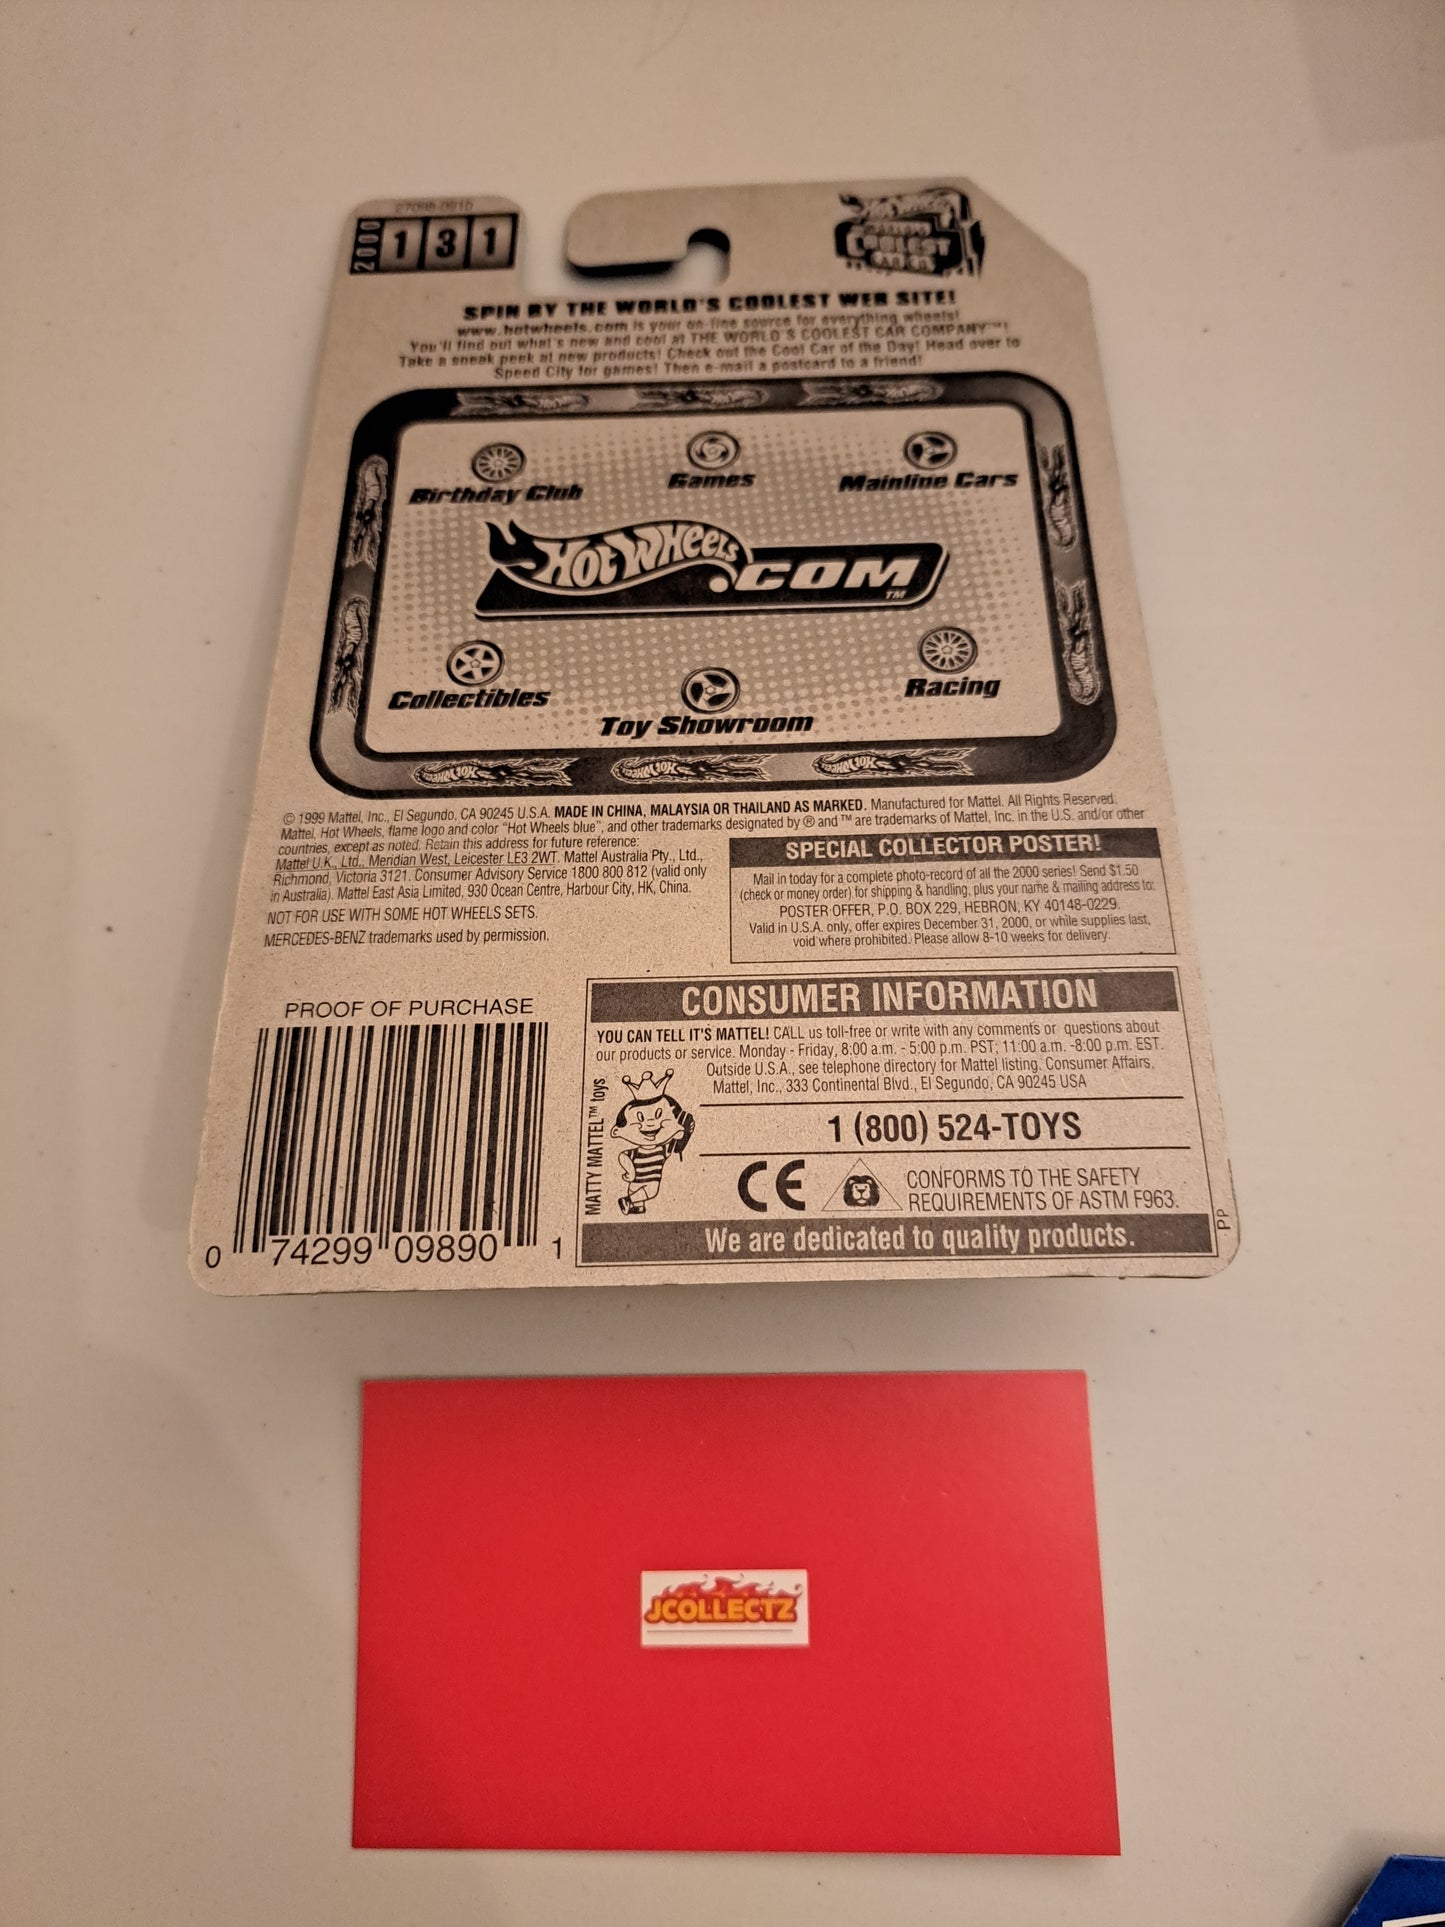 27098-0910
2000 131
Hot Wheels
WORLD'S
COOLEST
CARS
SPIN BY THE WORLD'S COOLEST WEB SITE!
www.hotwheels.com is your on-line source for everything wheels!
You'll find out what's new and cool at THE WORLD'S COOLEST CAR COMPANY™!
Take a sneak peek at new products! Check out the Cool Car of the Day! Head over to
Speed City for games! Then e-mail a postcard to a friend!
Birthday Club
Games
Mainline Cars
Hot Wheels.COM™
Collectibles
Toy Showroom
Racing
Hot Wheels
Hot Wheels
Hot Wheels
© 1999 Mattel, Inc., El Segundo, CA 90245 U.S.A. MADE IN CHINA, MALAYSIA OR THAILAND AS MARKED. Manufactured for Mattel. All Rights Reserved.
Mattel, Hot Wheels, flame logo and color "Hot Wheels blue", and other trademarks designated by ® and ™ are trademarks of Mattel, Inc. in the U.S. and/or other
countries, except as noted. Retain this address for future reference:
Mattel U.K., Ltd., Meridian West, Leicester LE3 2WT. Mattel Australia Pty., Ltd.,
Richmond, Victoria 3121. Consumer Advisory Service 1800 800 812 (valid only
in Australia). Mattel East Asia Limited, 930 Ocean Centre, Harbour City, HK, China.
NOT FOR USE WITH SOME HOT WHEELS SETS.
MERCEDES-BENZ trademarks used by permission.
SPECIAL COLLECTOR POSTER!
Mail in today for a complete photo-record of all the 2000 series! Send $1.50
(check or money order) for shipping & handling, plus your name & mailing address to:
POSTER OFFER, P.O. BOX 229, HEBRON, KY 40148-0229.
Valid in U.S.A. only, offer expires December 31, 2000, or while supplies last,
void where prohibited. Please allow 8-10 weeks for delivery.
PROOF OF PURCHASE
0 74299 09890 1
CONSUMER INFORMATION
YOU CAN TELL IT'S MATTEL! CALL us toll-free or write with any comments or questions about
our products or service. Monday - Friday, 8:00 a.m. - 5:00 p.m. PST; 11:00 a.m. -8:00 p.m. EST.
Outside U.S.A., see telephone directory for Mattel listing. Consumer Affairs,
Mattel, Inc., 333 Continental Blvd., El Segundo, CA 90245 USA
MATTY MATTEL™ toys
1 (800) 524-TOYS
CE
CONFORMS TO THE SAFETY
REQUIREMENTS OF ASTM F963.
We are dedicated to quality products.
PP
JCOLLECTZ